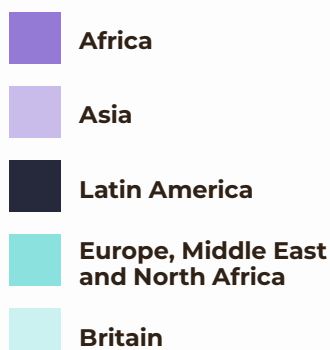 Africa
Asia
Latin America
Europe, Middle East
and North Africa
Britain